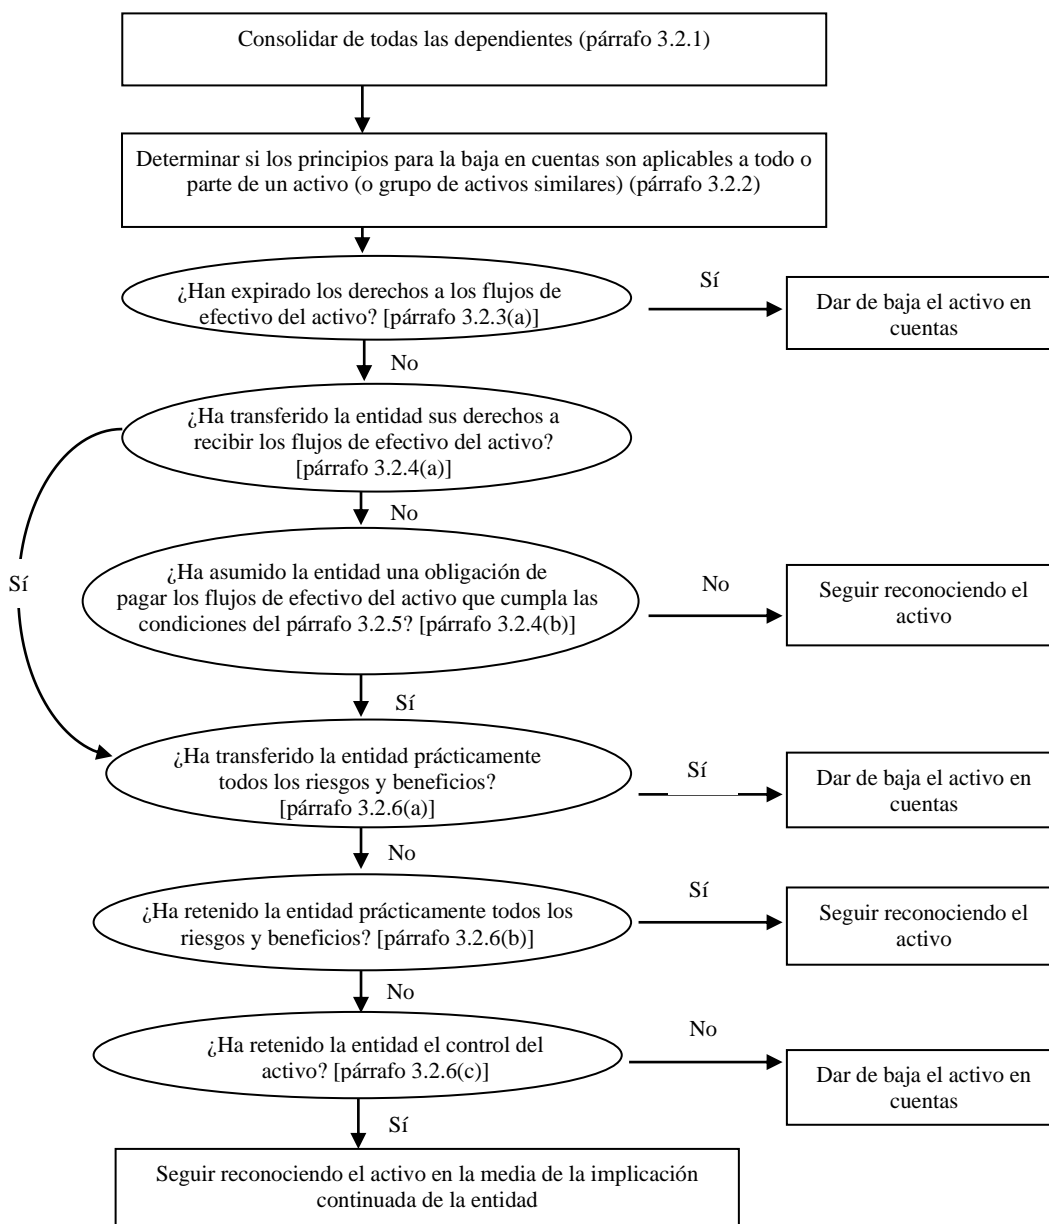 Consolidar de todas las dependientes (párrafo 3.2.1)
Determinar si los principios para la baja en cuentas son aplicables a todo o
parte de un activo (o grupo de activos similares) (párrafo 3.2.2)
¿Han expirado los derechos a los flujos de
efectivo del activo? [párrafo 3.2.3(a)]
Sí
Dar de baja el activo en
cuentas
No
¿Ha transferido la entidad sus derechos a
recibir los flujos de efectivo del activo?
[párrafo 3.2.4(a)]
No
Sí
¿Ha asumido la entidad una obligación de
pagar los flujos de efectivo del activo que cumpla las
condiciones del párrafo 3.2.5? [párrafo 3.2.4(b)]
No
Seguir reconociendo el
activo
Sí
¿Ha transferido la entidad prácticamente
todos los riesgos y beneficios?
[párrafo 3.2.6(a)]
Sí
Dar de baja el activo en
cuentas
No
¿Ha retenido la entidad prácticamente todos los
riesgos y beneficios? [párrafo 3.2.6(b)]
Sí
Seguir reconociendo el
activo
No
¿Ha retenido la entidad el control del
activo? [párrafo 3.2.6(c)]
No
Dar de baja el activo en
cuentas
Sí
Seguir reconociendo el activo en la media de la implicación
continuada de la entidad